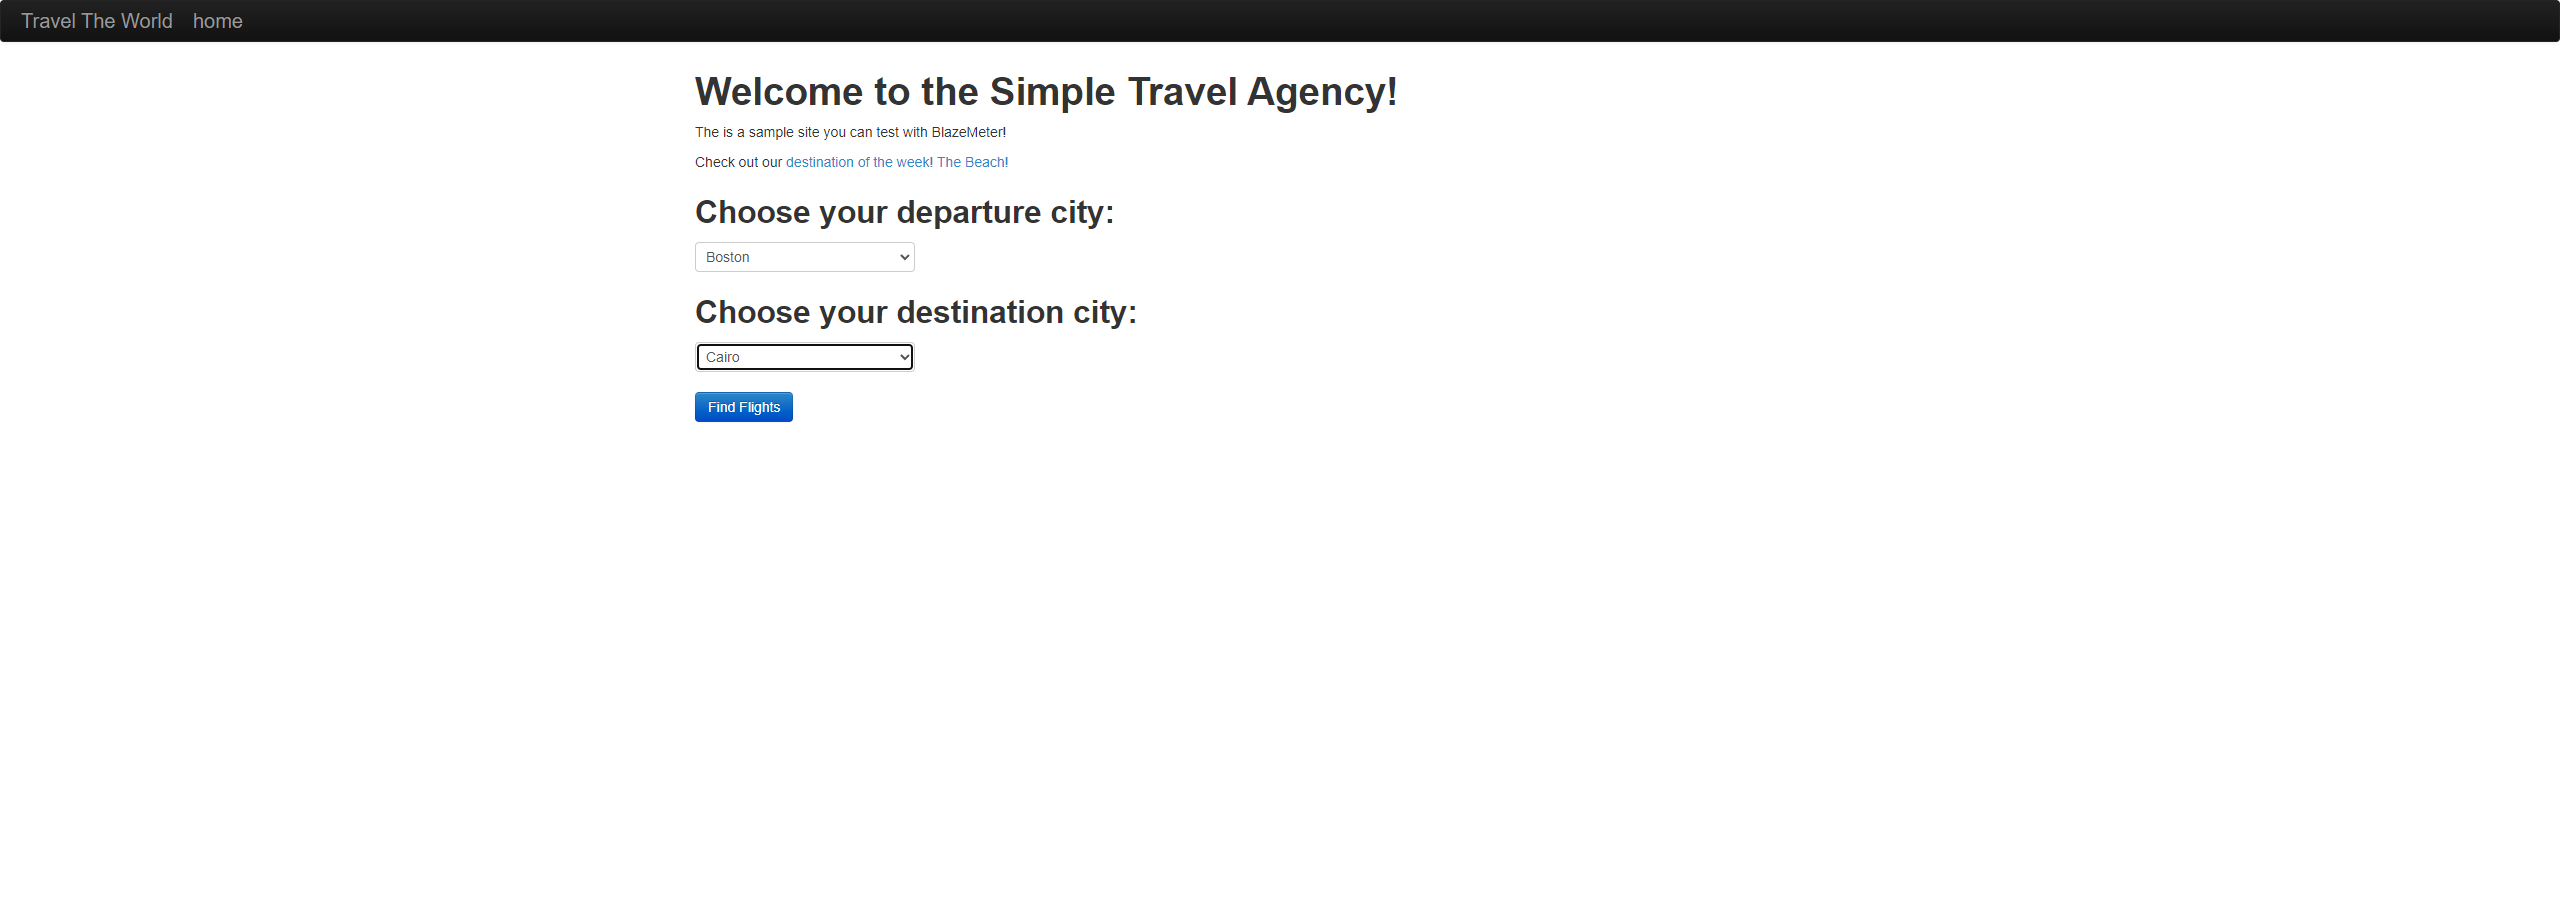 Travel The World home
Welcome to the Simple Travel Agency!
The is a sample site you can test with BlazeMeter!
Check out our destination of the week! The Beach!
Choose your departure city:
Boston
Choose your destination city:
Cairo
Find Flights